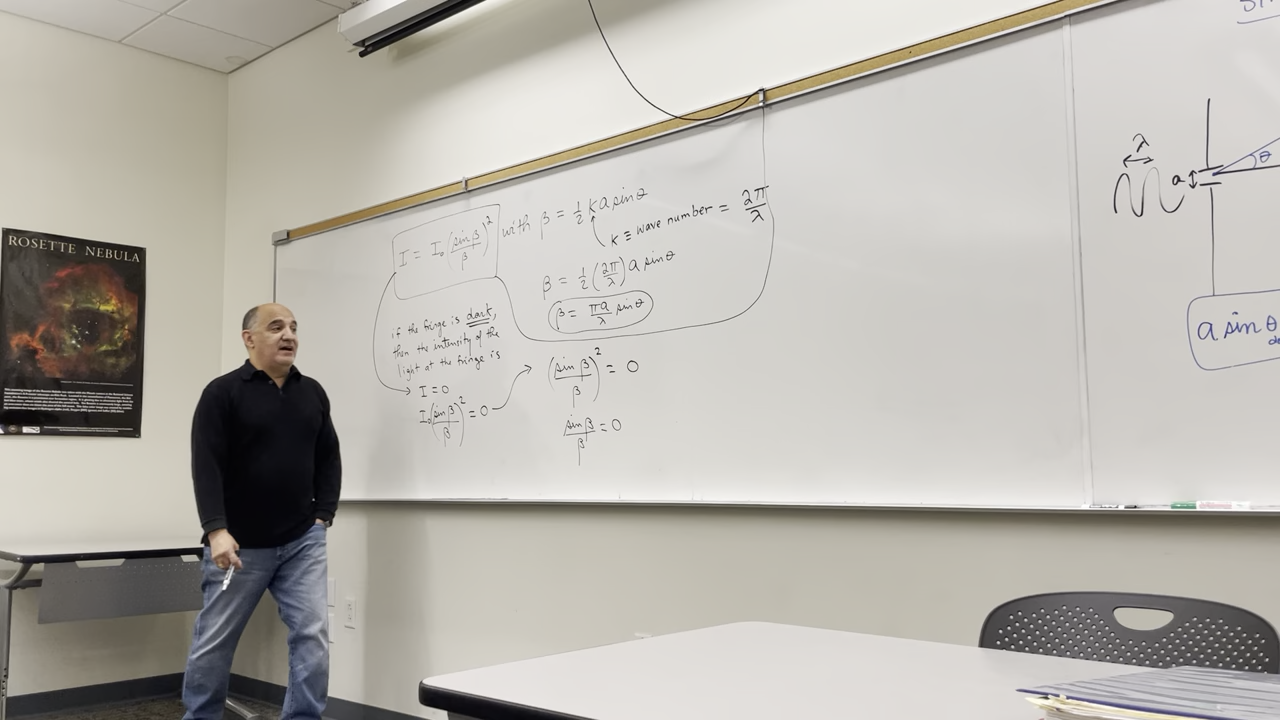 ROSETTE NEBULA
I = I₀(sin β/β)² with β = ½ k a sin θ
k ≡ wave number = 2π/λ
β = ½ (2π/λ) a sin θ
β = πa/λ sin θ
if the fringe is dark,
then the intensity of the
light at the fringe is
I = 0
I₀(sin β/β)² = 0
(sin β/β)² = 0
sin β/β = 0
λ
a
θ
a sin θ